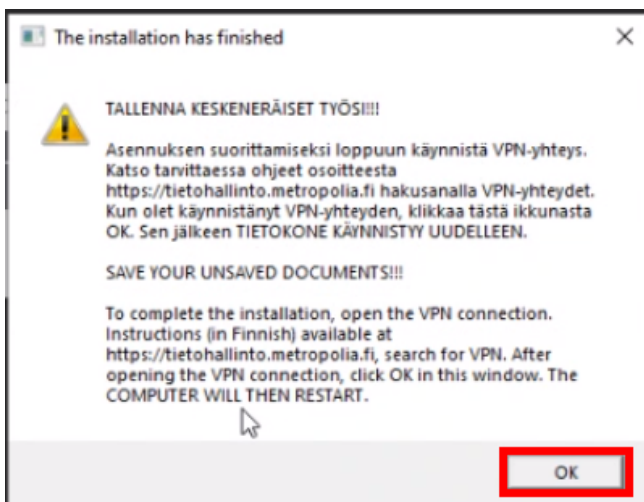 The installation has finished
TALLENNA KESKENERÄISET TYÖSI!!!
Asennuksen suorittamiseksi loppuun käynnistä VPN-yhteys.
Katso tarvittaessa ohjeet osoitteesta
https://tietohallinto.metropolia.fi hakusanalla VPN-yhteydet.
Kun olet käynnistänyt VPN-yhteyden, klikkaa tästä ikkunasta
OK. Sen jälkeen TIETOKONE KÄYNNISTYY UUDELLEEN.
SAVE YOUR UNSAVED DOCUMENTS!!!
To complete the installation, open the VPN connection.
Instructions (in Finnish) available at
https://tietohallinto.metropolia.fi, search for VPN. After
opening the VPN connection, click OK in this window. The
COMPUTER WILL THEN RESTART.
OK